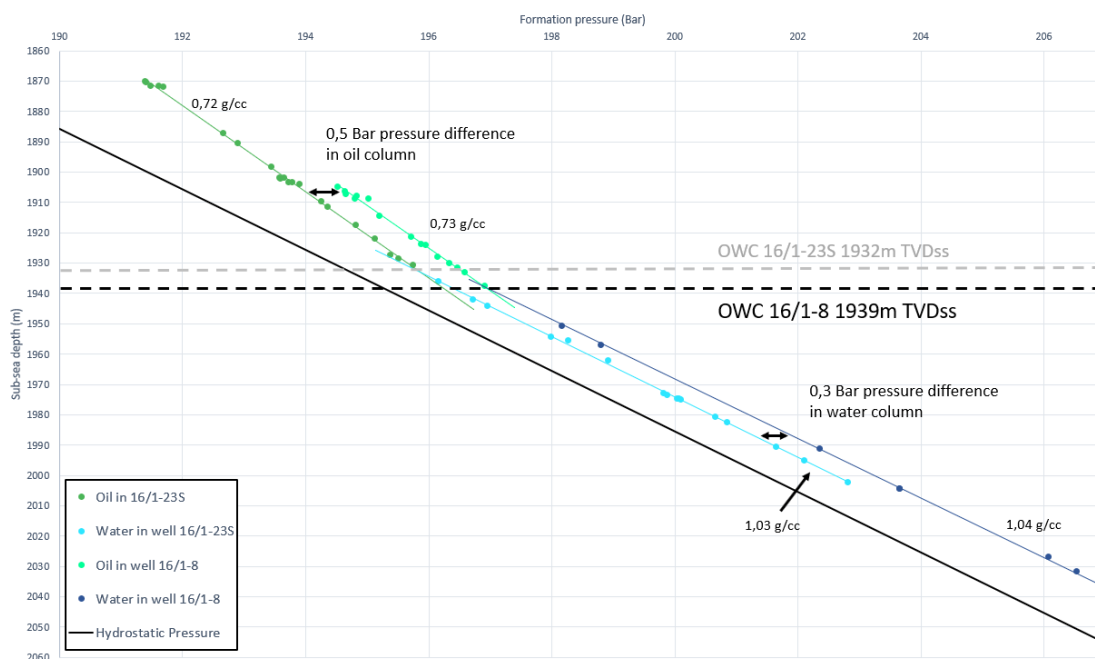 Formation pressure (Bar)
190 192 194 196 198 200 202 204 206
1860
1870
1880
1890
1900
1910
1920
1930
1940
1950
1960
1970
1980
1990
2000
2010
2020
2030
2040
2050
2060
Sub-sea depth (m)
0,72 g/cc
0,5 Bar pressure difference
in oil column
0,73 g/cc
OWC 16/1-23S 1932m TVDss
OWC 16/1-8 1939m TVDss
0,3 Bar pressure difference
in water column
1,03 g/cc
1,04 g/cc
Oil in 16/1-23S
Water in well 16/1-23S
Oil in well 16/1-8
Water in well 16/1-8
Hydrostatic Pressure